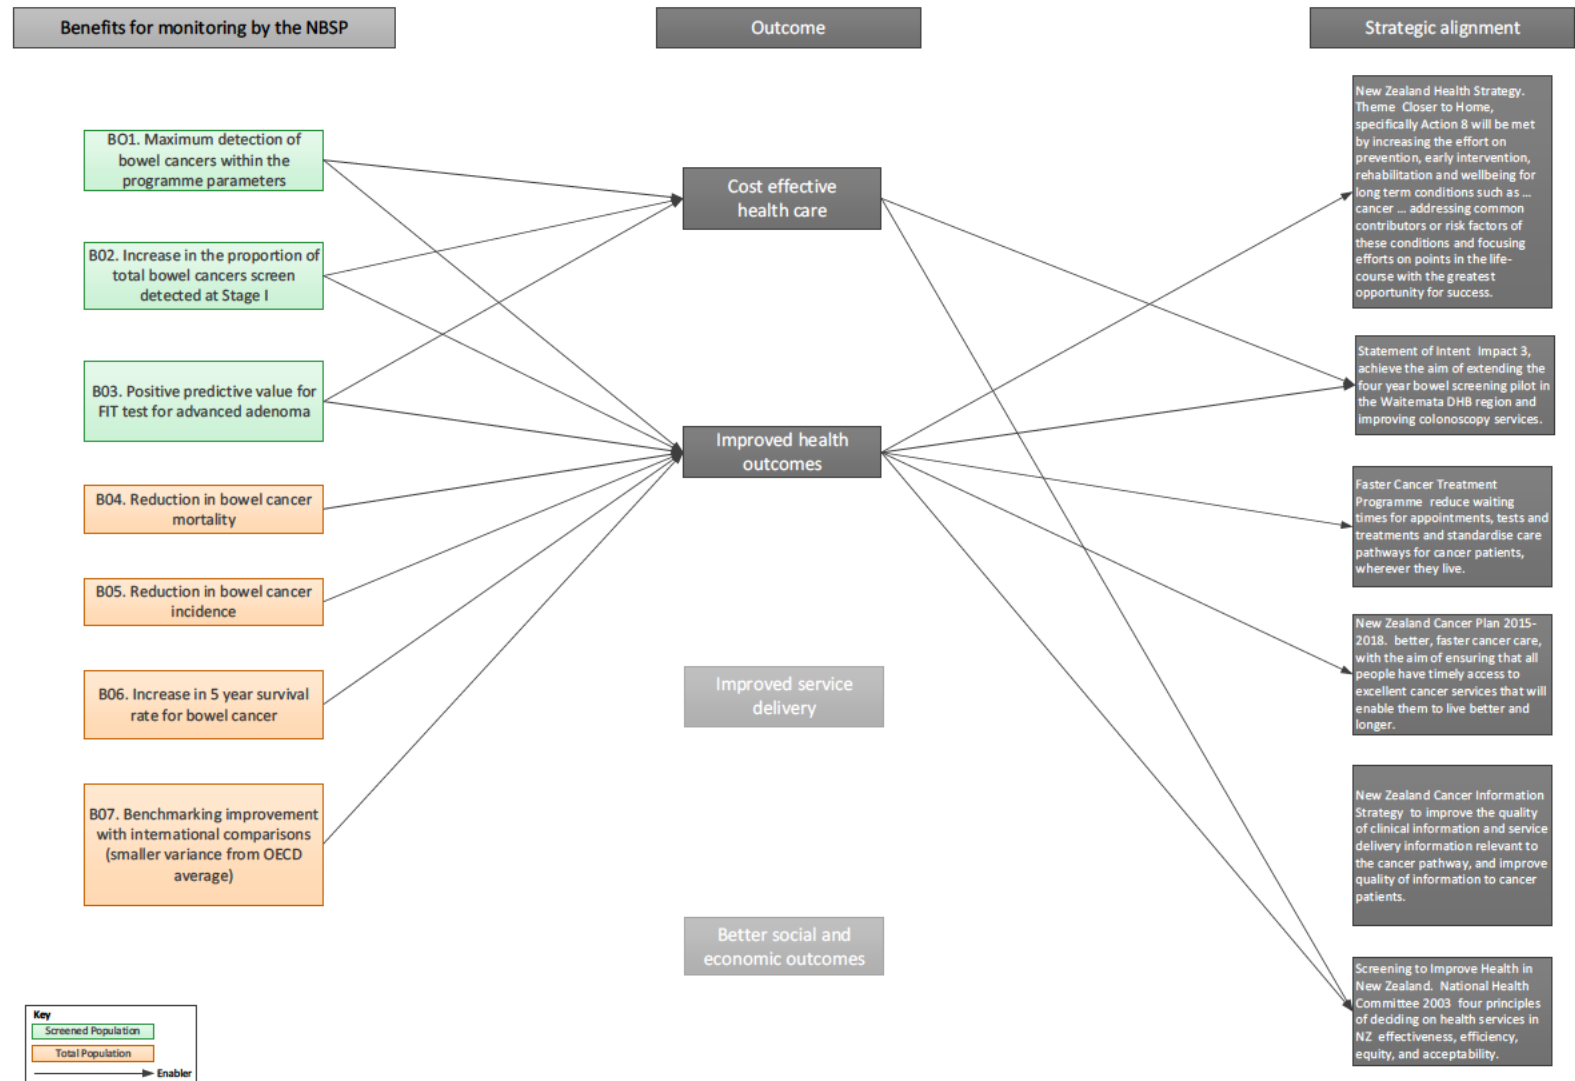 Benefits for monitoring by the NBSP
Outcome
Strategic alignment
BO1. Maximum detection of
bowel cancers within the
programme parameters
B02. Increase in the proportion of
total bowel cancers screen
detected at Stage I
B03. Positive predictive value for
FIT test for advanced adenoma
B04. Reduction in bowel cancer
mortality
B05. Reduction in bowel cancer
incidence
B06. Increase in 5 year survival
rate for bowel cancer
B07. Benchmarking improvement
with international comparisons
(smaller variance from OECD
average)
Cost effective
health care
Improved health
outcomes
Improved service
delivery
Better social and
economic outcomes
New Zealand Health Strategy.
Theme Closer to Home,
specifically Action 8 will be met
by increasing the effort on
prevention, early intervention,
rehabilitation and wellbeing for
long term conditions such as ...
cancer ... addressing common
contributors or risk factors of
these conditions and focusing
efforts on points in the life-
course with the greatest
opportunity for success.
Statement of Intent Impact 3,
achieve the aim of extending the
four year bowel screening pilot in
the Waitemata DHB region and
improving colonoscopy services.
Faster Cancer Treatment
Programme reduce waiting
times for appointments, tests and
treatments and standardise care
pathways for cancer patients,
wherever they live.
New Zealand Cancer Plan 2015-
2018. better, faster cancer care,
with the aim of ensuring that all
people have timely access to
excellent cancer services that will
enable them to live better and
longer.
New Zealand Cancer Information
Strategy to improve the quality
of clinical information and service
delivery information relevant to
the cancer pathway, and improve
quality of information to cancer
patients.
Screening to Improve Health in
New Zealand. National Health
Committee 2003 four principles
of deciding on health services in
NZ effectiveness, efficiency,
equity, and acceptability.
Key
Screened Population
Total Population
Enabler